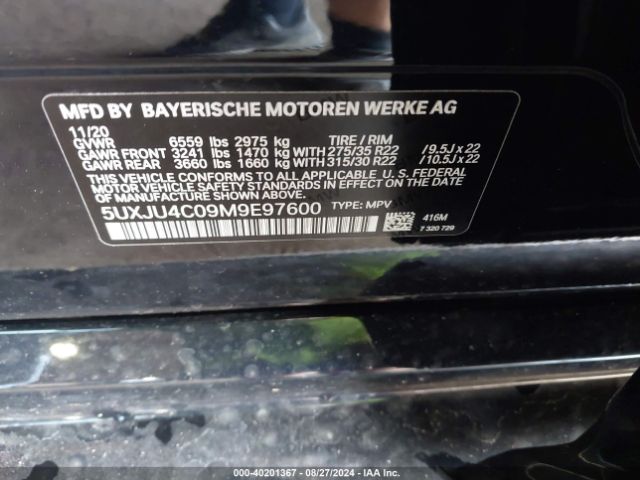 MFD BY BAYERISCHE MOTOREN WERKE AG
11/20
GVWR 6559 lbs 2975 kg TIRE / RIM
GAWR FRONT 3241 lbs 1470 kg WITH 275/35 R22 /9.5J x 22
GAWR REAR 3660 lbs 1660 kg WITH 315/30 R22 /10.5J x 22
THIS VEHICLE CONFORMS TO ALL APPLICABLE U. S. FEDERAL
MOTOR VEHICLE SAFETY STANDARDS IN EFFECT ON THE
DATE OF MANUFACTURE SHOWN ABOVE.
5UXJU4C09M9E97600 TYPE: MPV
416M
7 320 729
000-40201367 • 08/27/2024 • IAA Inc.